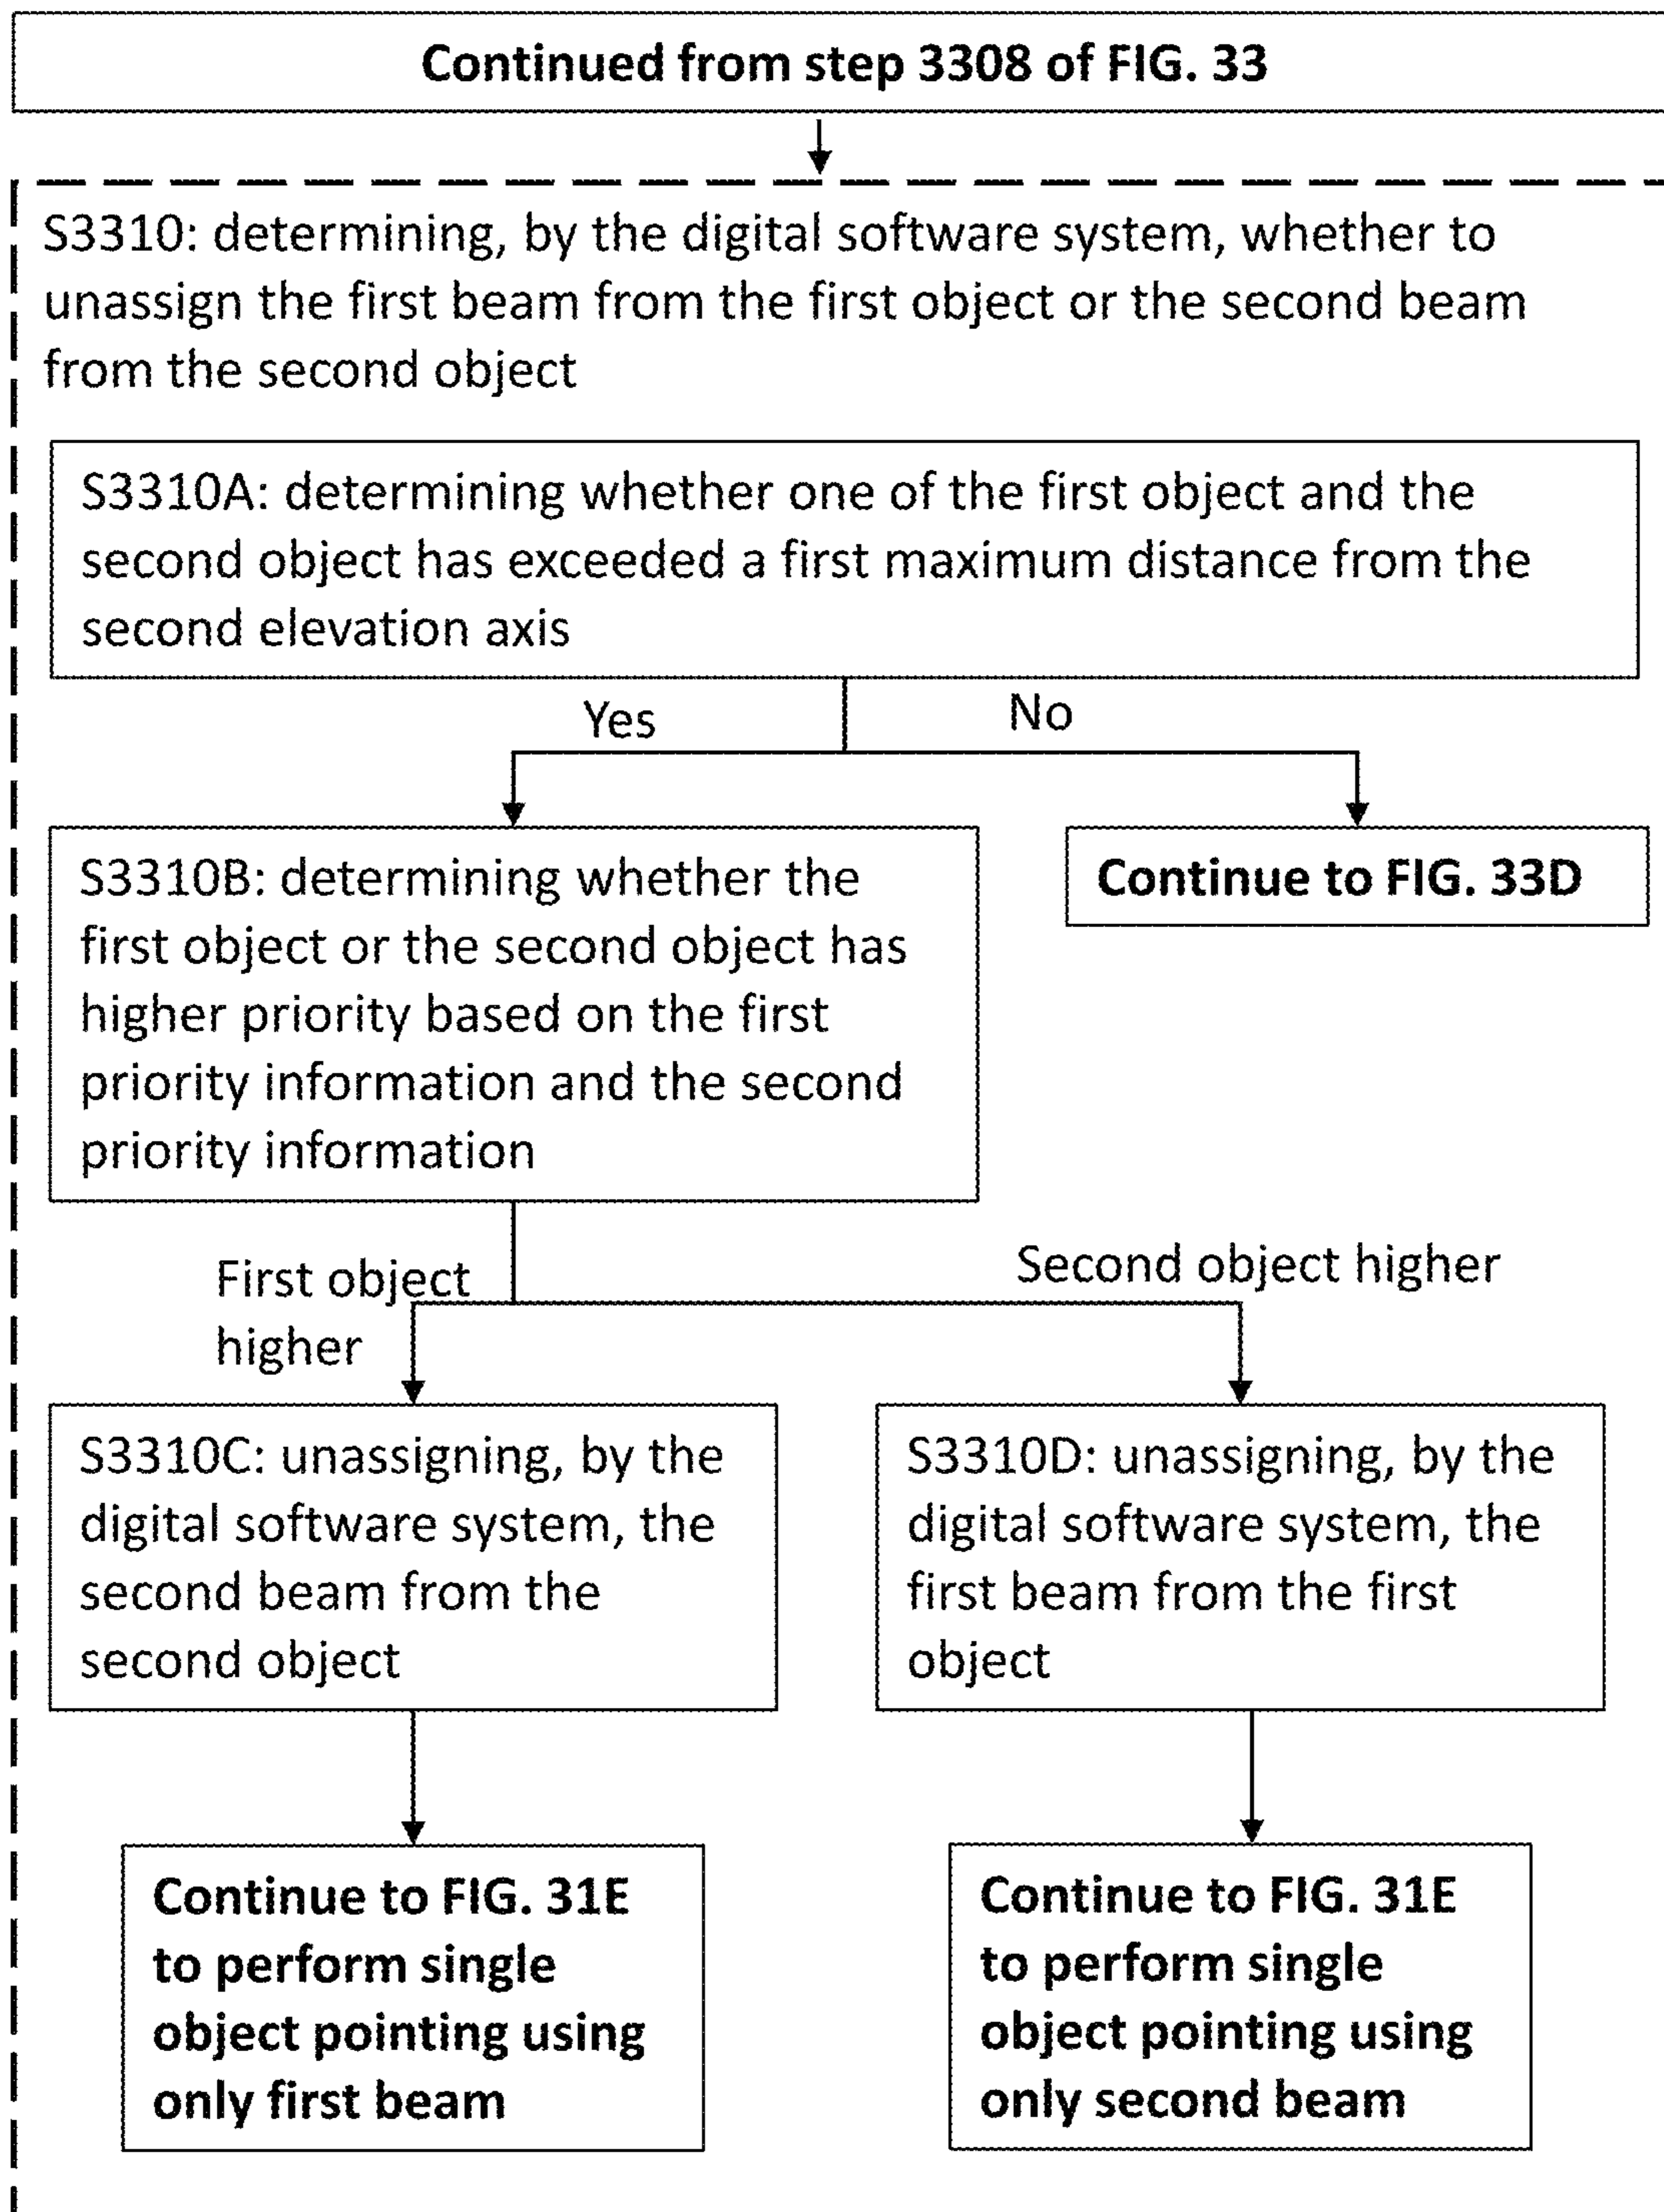 Continued from step 3308 of FIG. 33
S3310: determining, by the digital software system, whether to
unassign the first beam from the first object or the second beam
from the second object
S3310A: determining whether one of the first object and the
second object has exceeded a first maximum distance from the
second elevation axis
Yes
No
S3310B: determining whether the
first object or the second object has
higher priority based on the first
priority information and the second
priority information
Continue to FIG. 33D
First object
higher
Second object higher
S3310C: unassigning, by the
digital software system, the
second beam from the
second object
S3310D: unassigning, by the
digital software system, the
first beam from the first
object
Continue to FIG. 31E
to perform single
object pointing using
only first beam
Continue to FIG. 31E
to perform single
object pointing using
only second beam